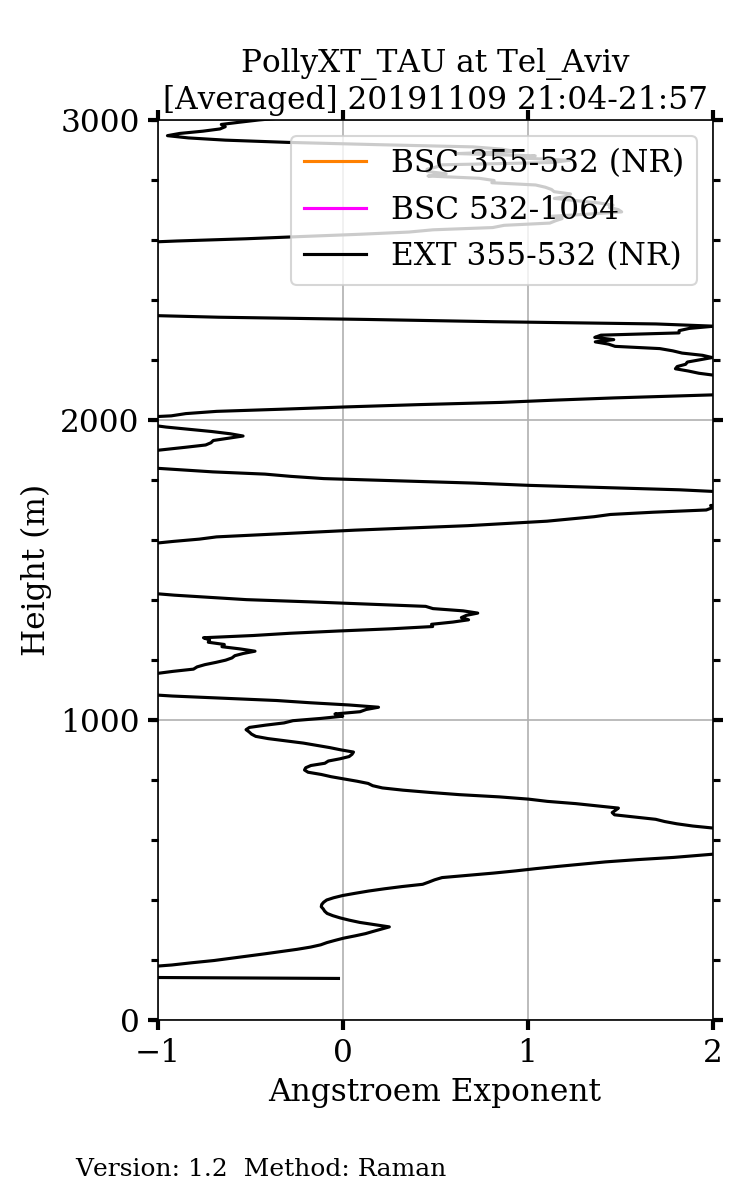 PollyXT_TAU at Tel_Aviv
[Averaged] 20191109 21:04-21:57
3000
BSC 355-532 (NR)
BSC 532-1064
EXT 355-532 (NR)
2000
Height (m)
1000
0
−1 0 1 2
Angstroem Exponent
Version: 1.2 Method: Raman